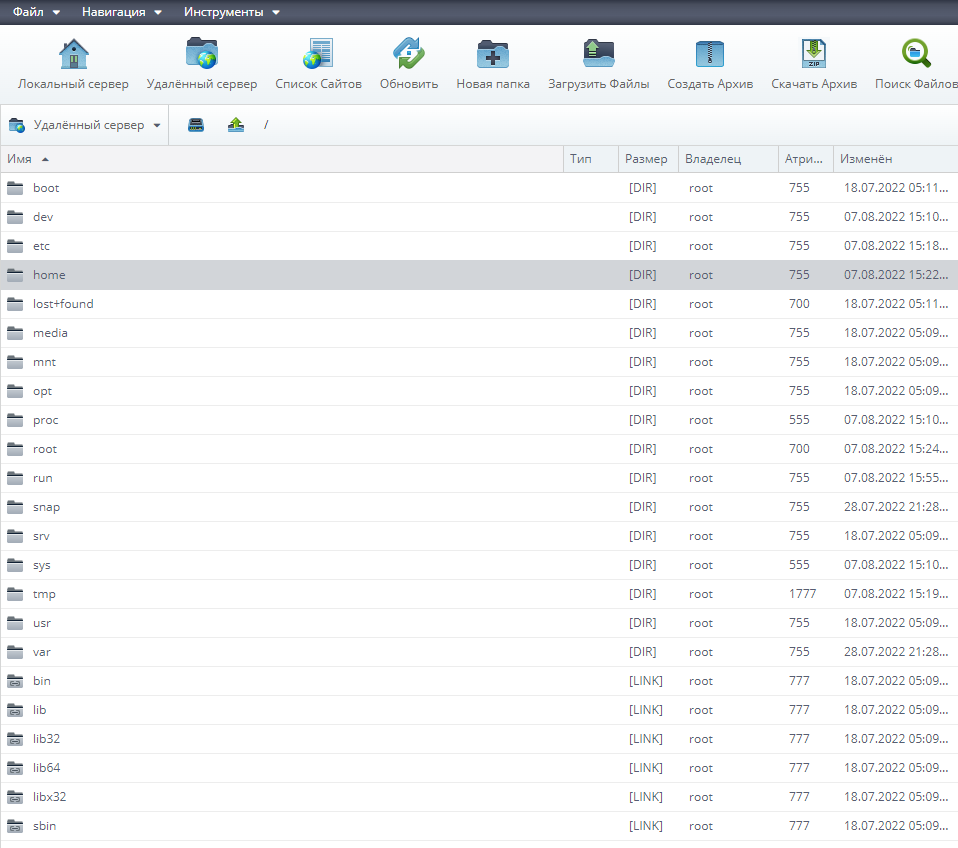 Файл Навигация Инструменты
Локальный сервер Удалённый сервер Список Сайтов Обновить Новая папка Загрузить Файлы Создать Архив Скачать Архив Поиск Файлов
Удалённый сервер /
Имя Тип Размер Владелец Атри... Изменён
boot [DIR] root 755 18.07.2022 05:11...
dev [DIR] root 755 07.08.2022 15:10...
etc [DIR] root 755 07.08.2022 15:18...
home [DIR] root 755 07.08.2022 15:22...
lost+found [DIR] root 700 18.07.2022 05:11...
media [DIR] root 755 18.07.2022 05:09...
mnt [DIR] root 755 18.07.2022 05:09...
opt [DIR] root 755 18.07.2022 05:09...
proc [DIR] root 555 07.08.2022 15:10...
root [DIR] root 700 07.08.2022 15:24...
run [DIR] root 755 07.08.2022 15:55...
snap [DIR] root 755 28.07.2022 21:28...
srv [DIR] root 755 18.07.2022 05:09...
sys [DIR] root 555 07.08.2022 15:10...
tmp [DIR] root 1777 07.08.2022 15:19...
usr [DIR] root 755 18.07.2022 05:09...
var [DIR] root 755 28.07.2022 21:28...
bin [LINK] root 777 18.07.2022 05:09...
lib [LINK] root 777 18.07.2022 05:09...
lib32 [LINK] root 777 18.07.2022 05:09...
lib64 [LINK] root 777 18.07.2022 05:09...
libx32 [LINK] root 777 18.07.2022 05:09...
sbin [LINK] root 777 18.07.2022 05:09...